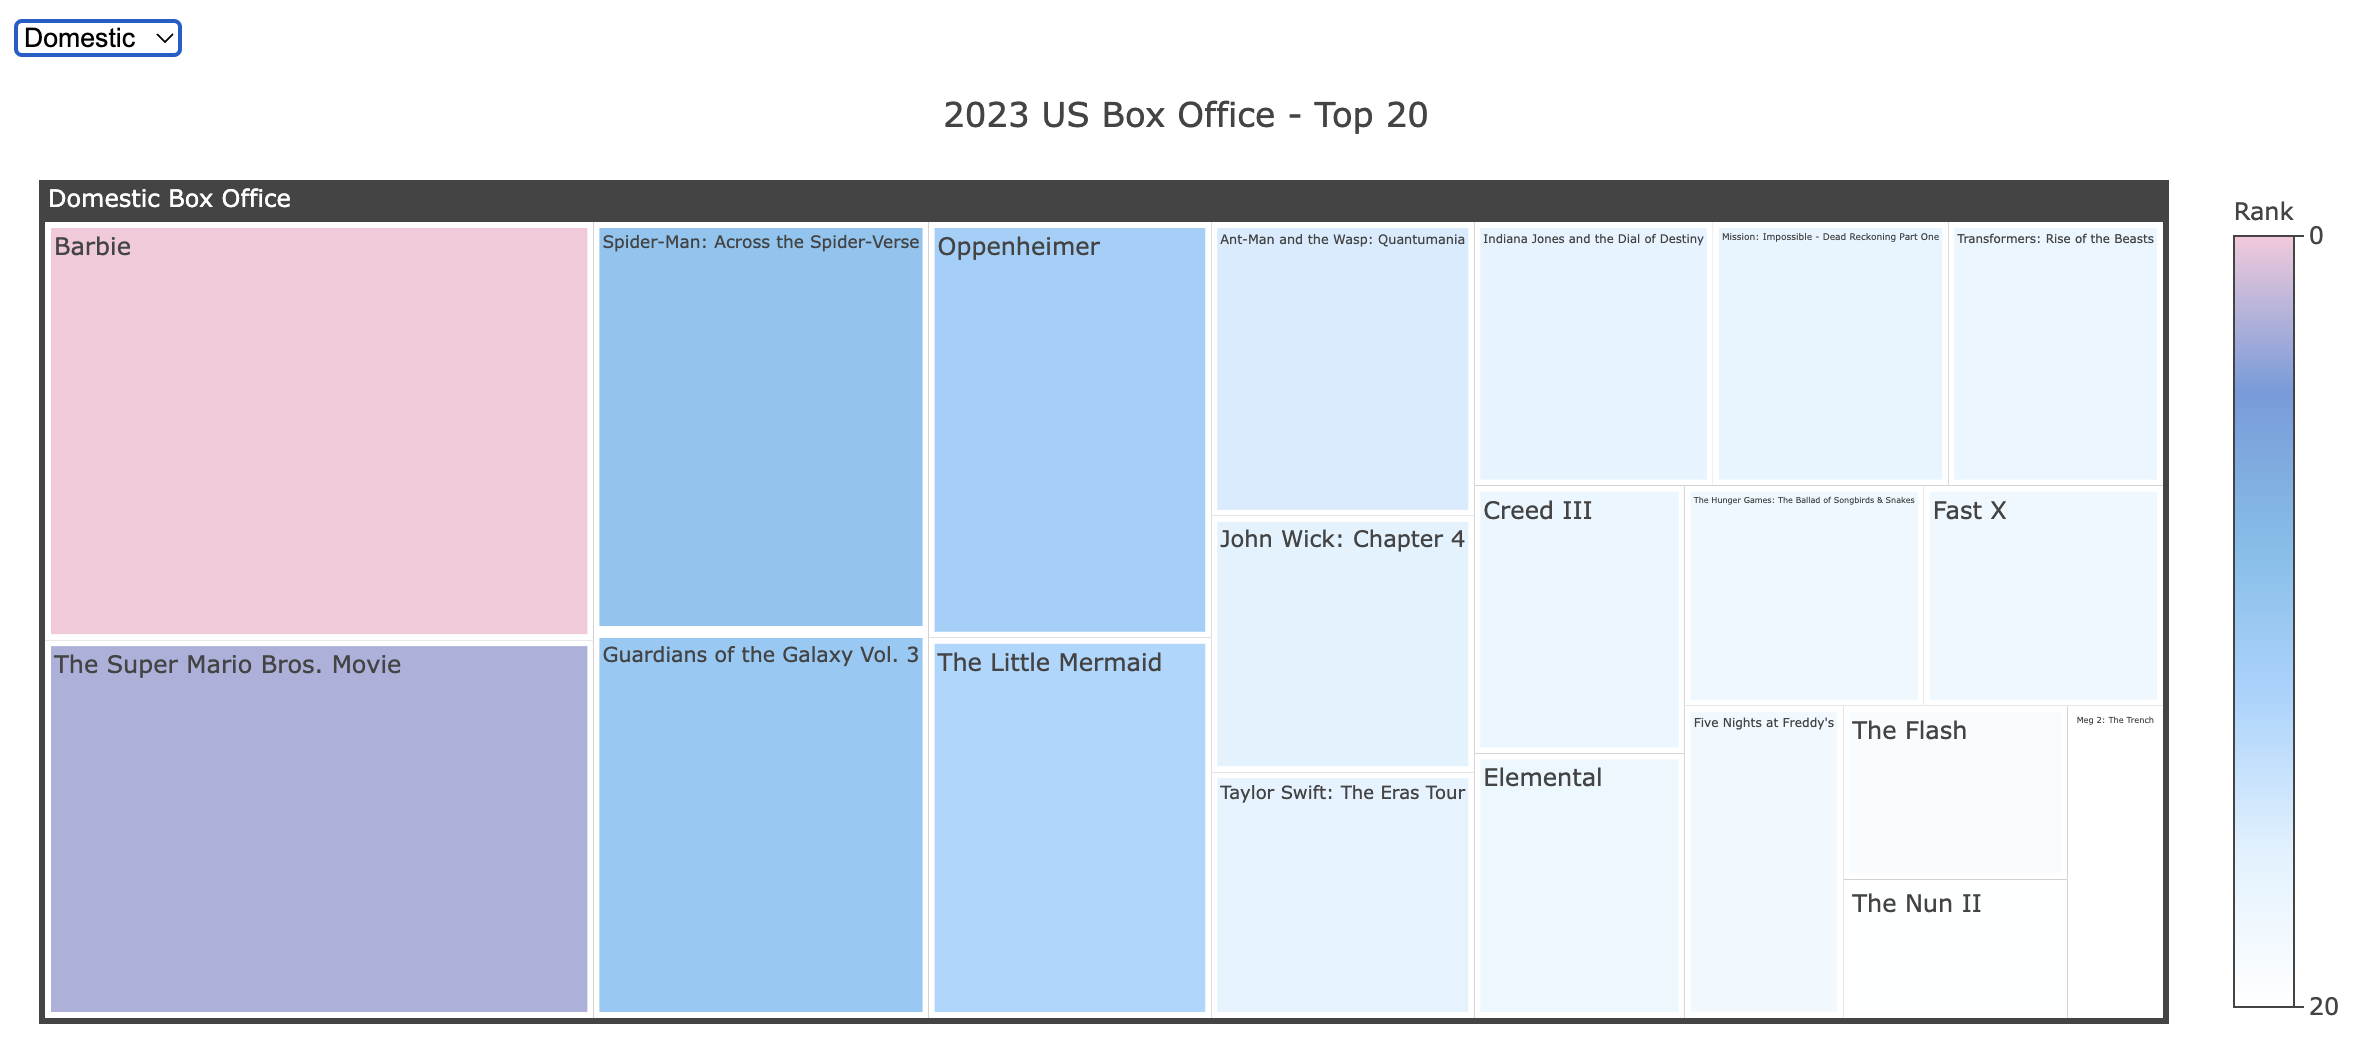 Domestic
2023 US Box Office - Top 20
Domestic Box Office
Barbie
The Super Mario Bros. Movie
Spider-Man: Across the Spider-Verse
Guardians of the Galaxy Vol. 3
Oppenheimer
The Little Mermaid
Ant-Man and the Wasp: Quantumania
John Wick: Chapter 4
Taylor Swift: The Eras Tour
Indiana Jones and the Dial of Destiny
Mission: Impossible - Dead Reckoning Part One
Transformers: Rise of the Beasts
Creed III
Elemental
The Hunger Games: The Ballad of Songbirds & Snakes
Fast X
Five Nights at Freddy's
The Flash
The Nun II
Meg 2: The Trench
Rank
0
20